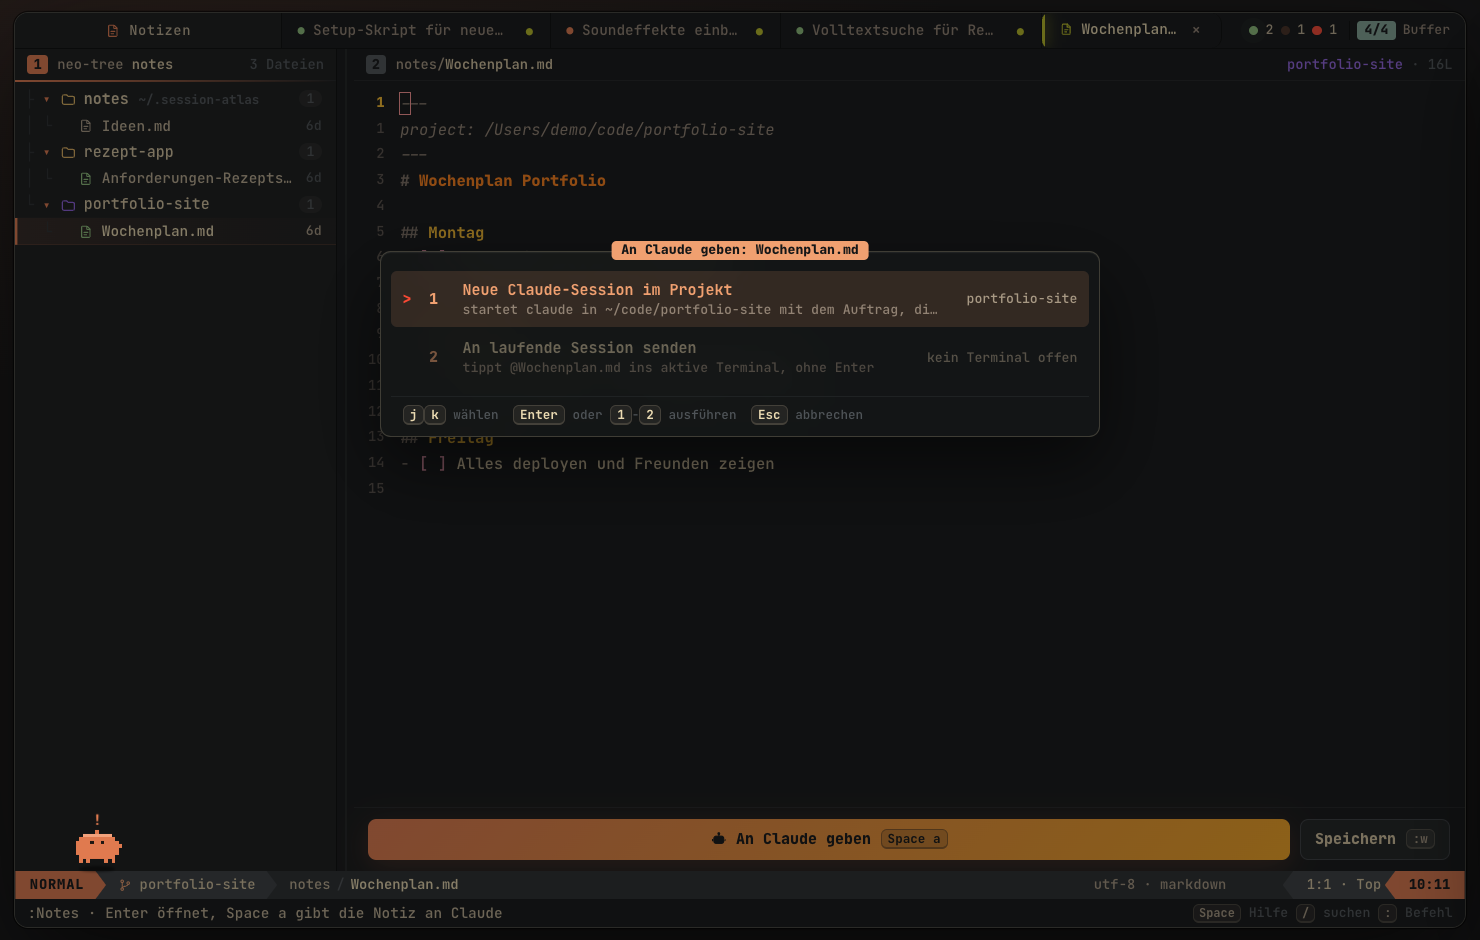 Notizen
Setup-Skript für neue…
Soundeffekte einb…
Volltextsuche für Re…
Wochenplan… ×
2 1 1 4/4 Buffer
1 neo-tree notes 3 Dateien
2 notes/Wochenplan.md portfolio-site · 16L
notes ~/.session-atlas 1
Ideen.md 6d
rezept-app 1
Anforderungen-Rezepts… 6d
portfolio-site 1
Wochenplan.md 6d
1 ---
1 project: /Users/demo/code/portfolio-site
2 ---
3 # Wochenplan Portfolio
4
5 ## Montag
An Claude geben: Wochenplan.md
> 1 Neue Claude-Session im Projekt portfolio-site
startet claude in ~/code/portfolio-site mit dem Auftrag, di…
2 An laufende Session senden kein Terminal offen
tippt @Wochenplan.md ins aktive Terminal, ohne Enter
j k wählen Enter oder 1-2 ausführen Esc abbrechen
13 ## Freitag
14 - [ ] Alles deployen und Freunden zeigen
15
!
An Claude geben Space a
Speichern :w
NORMAL portfolio-site notes / Wochenplan.md utf-8 · markdown 1:1 · Top 10:11
:Notes · Enter öffnet, Space a gibt die Notiz an Claude Space Hilfe / suchen : Befehl